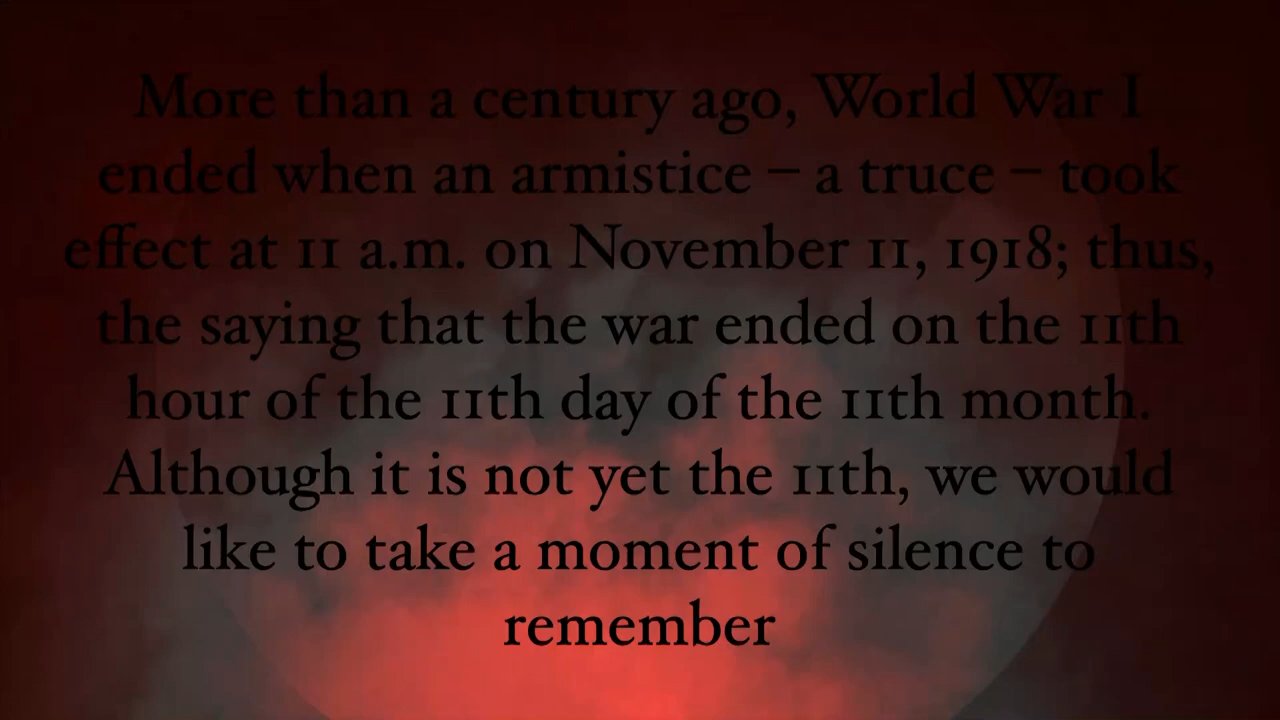 More than a century ago, World War I
ended when an armistice – a truce – took
effect at 11 a.m. on November 11, 1918; thus,
the saying that the war ended on the 11th
hour of the 11th day of the 11th month.
Although it is not yet the 11th, we would
like to take a moment of silence to
remember